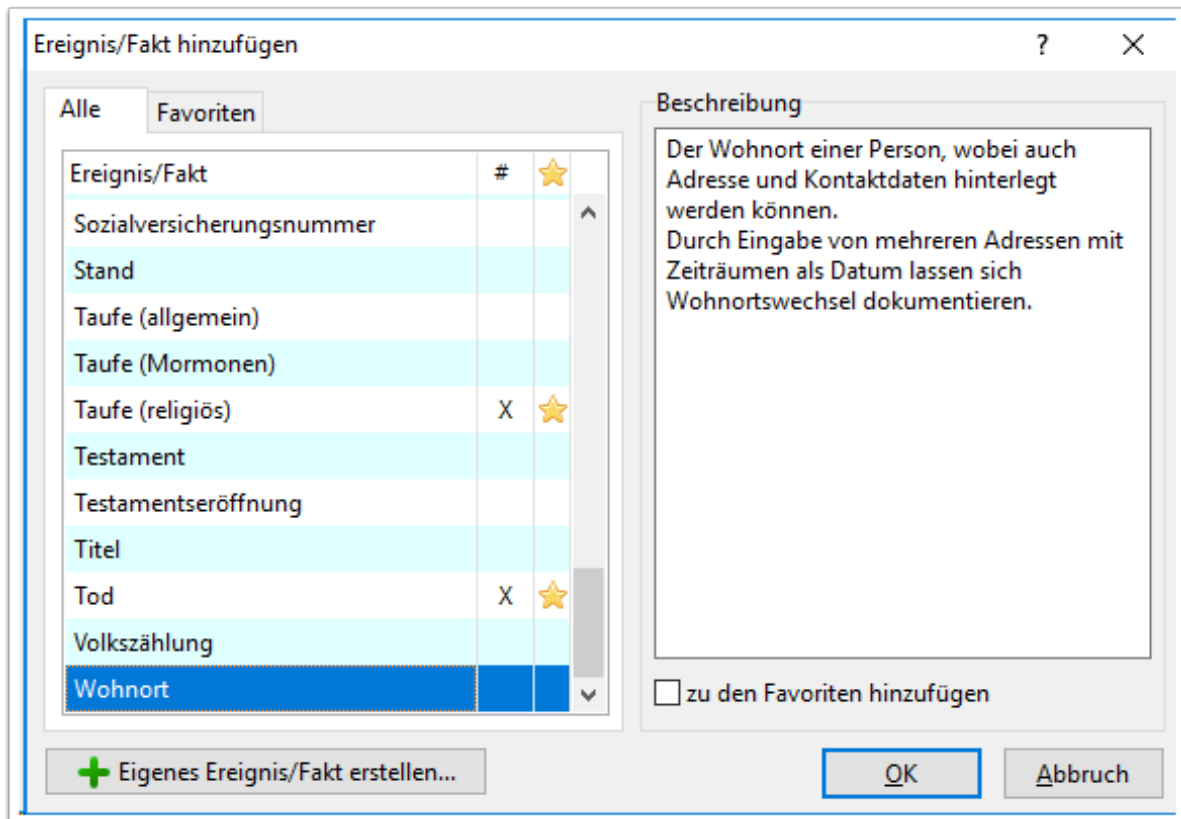 Ereignis/Fakt hinzufügen
?
Alle
Favoriten
Ereignis/Fakt #
Sozialversicherungsnummer
Stand
Taufe (allgemein)
Taufe (Mormonen)
Taufe (religiös) X
Testament
Testamentseröffnung
Titel
Tod X
Volkszählung
Wohnort
Eigenes Ereignis/Fakt erstellen...
Beschreibung
Der Wohnort einer Person, wobei auch
Adresse und Kontaktdaten hinterlegt
werden können.
Durch Eingabe von mehreren Adressen mit
Zeiträumen als Datum lassen sich
Wohnortswechsel dokumentieren.
zu den Favoriten hinzufügen
OK
Abbruch